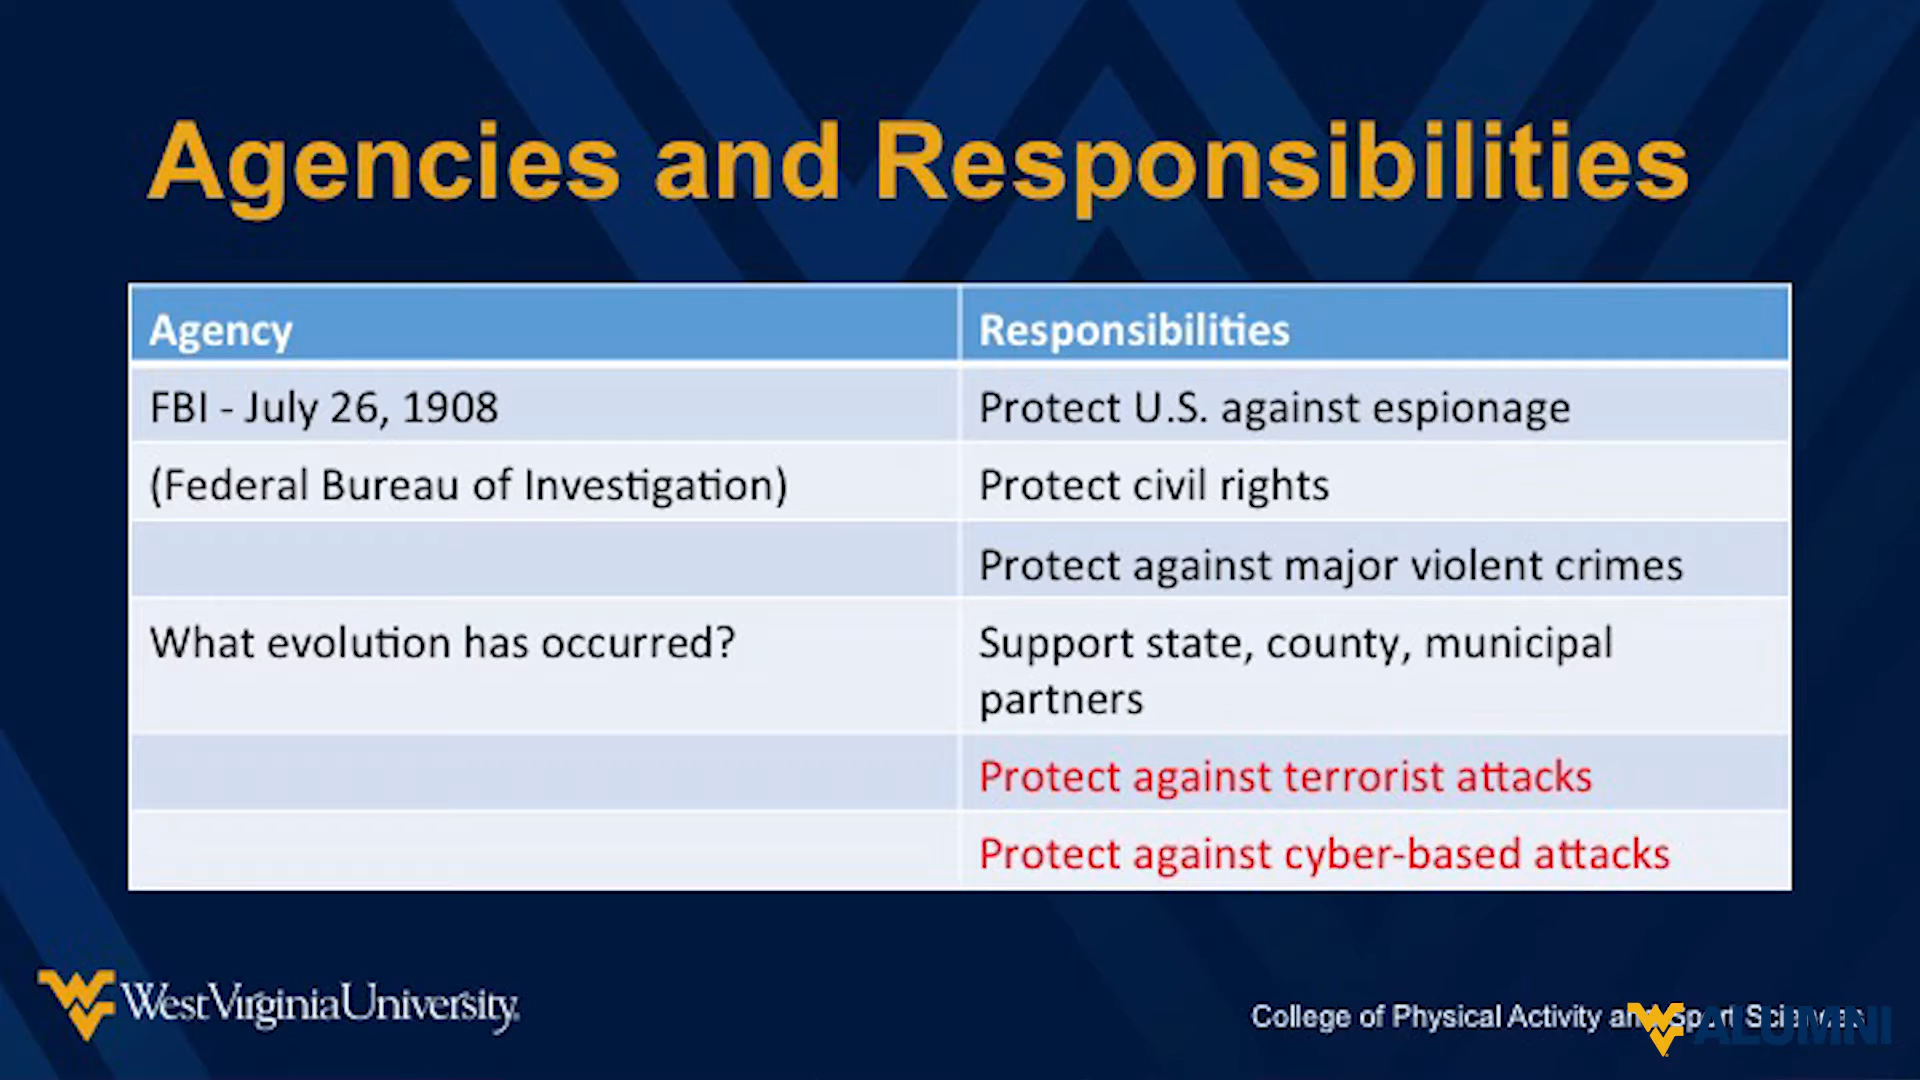 Agencies and Responsibilities
Agency Responsibilities
FBI - July 26, 1908 Protect U.S. against espionage
(Federal Bureau of Investigation) Protect civil rights
Protect against major violent crimes
What evolution has occurred? Support state, county, municipal
partners
Protect against terrorist attacks
Protect against cyber-based attacks
West Virginia University
College of Physical Activity and Sport Sciences
ALUMNI